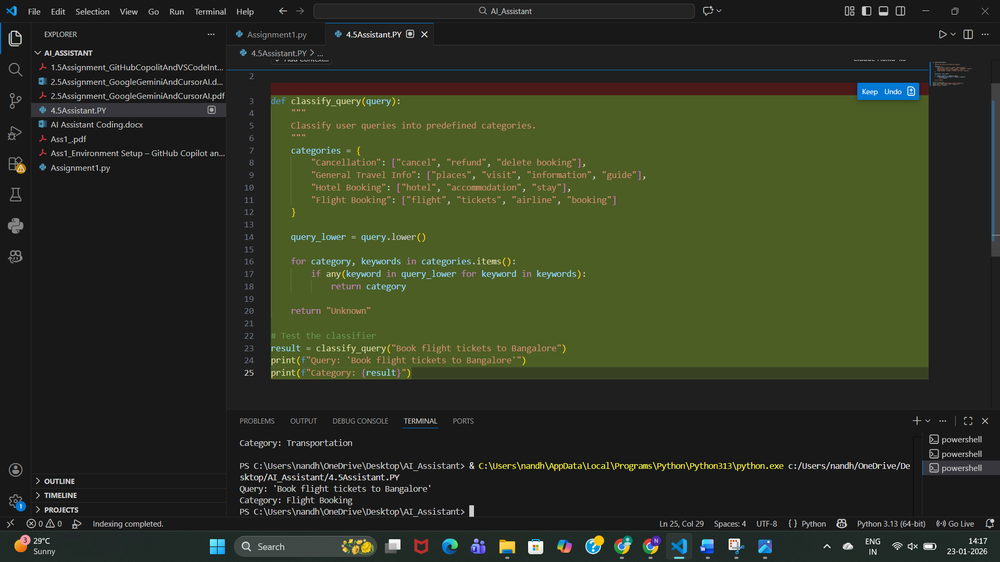 File Edit Selection View Go Run Terminal Help
AI_Assistant
EXPLORER
AI_ASSISTANT
1.5Assignment_GitHubCopolitAndVSCodeInt...
2.5Assignment_GoogleGeminiAndCursorAI.d...
2.5Assignment_GoogleGeminiAndCursorAI.pdf
4.5Assistant.PY
AI Assistant Coding.docx
Ass1_.pdf
Ass1_Environment Setup – GitHub Copilot an...
Assignment1.py
OUTLINE
TIMELINE
PROJECTS
Assignment1.py
4.5Assistant.PY
4.5Assistant.PY > ...
Add Context...
2
Keep Undo
3 def classify_query(query):
4 """
5 Classify user queries into predefined categories.
6 """
7 categories = {
8 "Cancellation": ["cancel", "refund", "delete booking"],
9 "General Travel Info": ["places", "visit", "information", "guide"],
10 "Hotel Booking": ["hotel", "accommodation", "stay"],
11 "Flight Booking": ["flight", "tickets", "airline", "booking"]
12 }
13
14 query_lower = query.lower()
15
16 for category, keywords in categories.items():
17 if any(keyword in query_lower for keyword in keywords):
18 return category
19
20 return "Unknown"
21
22 # Test the classifier
23 result = classify_query("Book flight tickets to Bangalore")
24 print(f"Query: 'Book flight tickets to Bangalore'")
25 print(f"Category: {result}")
PROBLEMS OUTPUT DEBUG CONSOLE TERMINAL PORTS
Category: Transportation
PS C:\Users\nandh\OneDrive\Desktop\AI_Assistant> & C:\Users\nandh\AppData\Local\Programs\Python\Python313\python.exe c:/Users/nandh/OneDrive/De
sktop/AI_Assistant/4.5Assistant.PY
Query: 'Book flight tickets to Bangalore'
Category: Flight Booking
PS C:\Users\nandh\OneDrive\Desktop\AI_Assistant>
powershell
powershell
powershell
0 0 Indexing completed.
Ln 25, Col 29 Spaces: 4 UTF-8 {} Python Python 3.13 (64-bit) Go Live
1
3
29°C
Sunny
Search
ENG
IN
14:17
23-01-2026